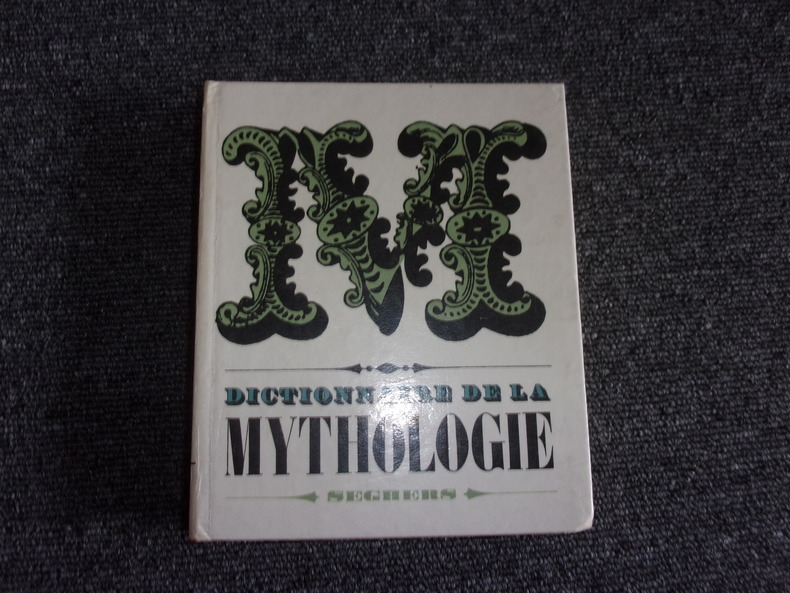 M
DICTIONNAIRE DE LA
MYTHOLOGIE
SEGHERS